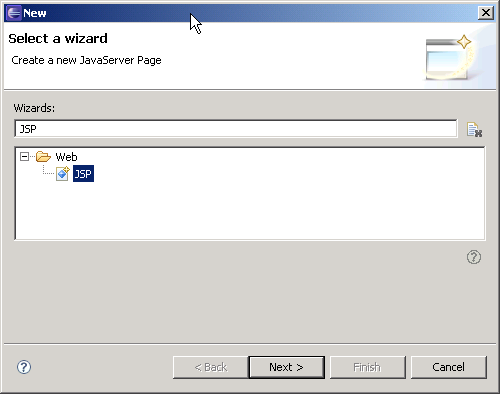 New
Select a wizard
Create a new JavaServer Page
Wizards:
JSP
Web
JSP
< Back
Next >
Finish
Cancel